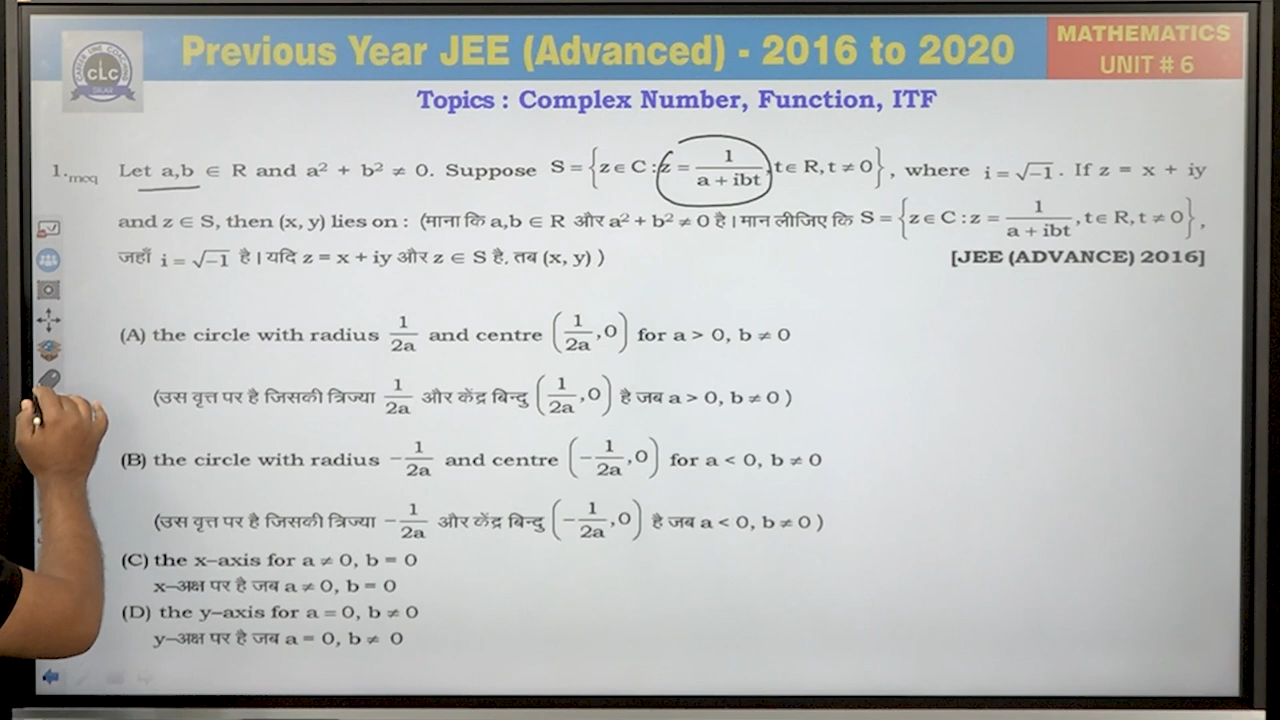 Previous Year JEE (Advanced) - 2016 to 2020
MATHEMATICS
UNIT # 6
CLC
Topics : Complex Number, Function, ITF
1.mcq Let a,b ∈ R and a² + b² ≠ 0. Suppose S = {z ∈ C : z = 1/(a + ibt), t ∈ R, t ≠ 0}, where i = √−1. If z = x + iy
and z ∈ S, then (x, y) lies on : (माना कि a,b ∈ R और a² + b² ≠ 0 है। मान लीजिए कि S = {z ∈ C : z = 1/(a + ibt), t ∈ R, t ≠ 0},
जहाँ i = √−1 है। यदि z = x + iy और z ∈ S है, तब (x, y) )
[JEE (ADVANCE) 2016]
(A) the circle with radius 1/2a and centre (1/2a, 0) for a > 0, b ≠ 0
(उस वृत्त पर है जिसकी त्रिज्या 1/2a और केंद्र बिन्दु (1/2a, 0) है जब a > 0, b ≠ 0 )
(B) the circle with radius −1/2a and centre (−1/2a, 0) for a < 0, b ≠ 0
(उस वृत्त पर है जिसकी त्रिज्या −1/2a और केंद्र बिन्दु (−1/2a, 0) है जब a < 0, b ≠ 0 )
(C) the x–axis for a ≠ 0, b = 0
x–अक्ष पर है जब a ≠ 0, b = 0
(D) the y–axis for a = 0, b ≠ 0
y–अक्ष पर है जब a = 0, b ≠ 0